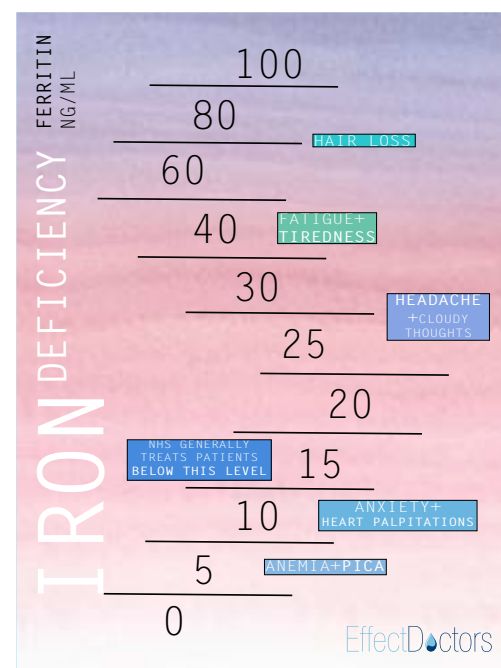 FERRITIN
NG/ML
IRON DEFICIENCY
100
80
HAIR LOSS
60
40
FATIGUE+
TIREDNESS
30
HEADACHE
+CLOUDY
THOUGHTS
25
20
NHS GENERALLY
TREATS PATIENTS
BELOW THIS LEVEL
15
10
ANXIETY+
HEART PALPITATIONS
5
ANEMIA+PICA
0
EffectDoctors